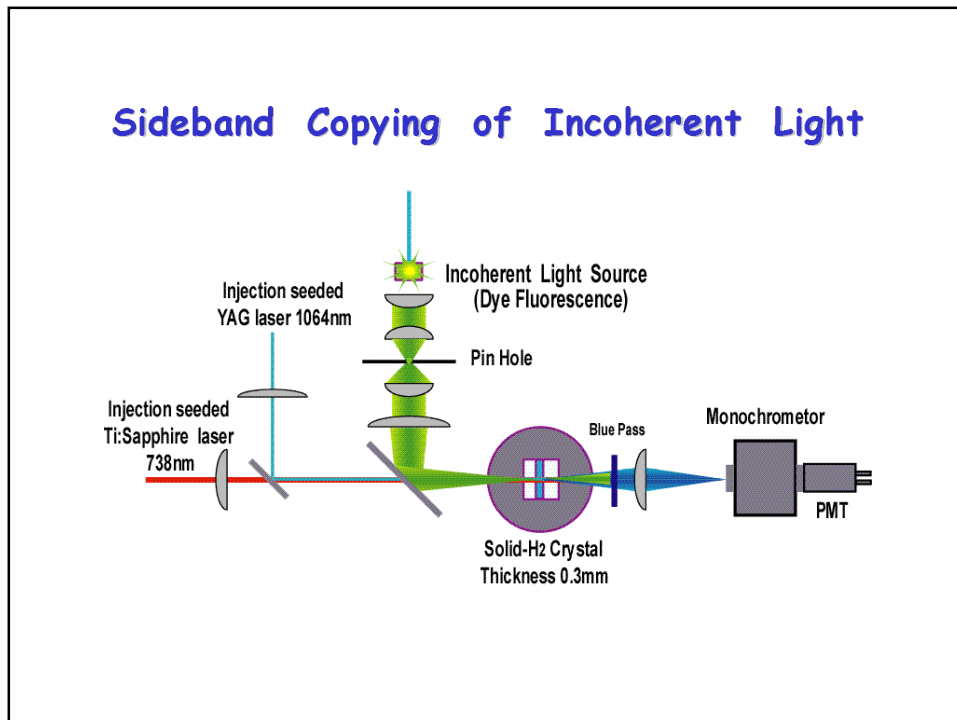 Sideband Copying of Incoherent Light
Incoherent Light Source
(Dye Fluorescence)
Injection seeded
YAG laser 1064nm
Pin Hole
Injection seeded
Ti:Sapphire laser
738nm
Blue Pass
Monochrometor
PMT
Solid-H2 Crystal
Thickness 0.3mm